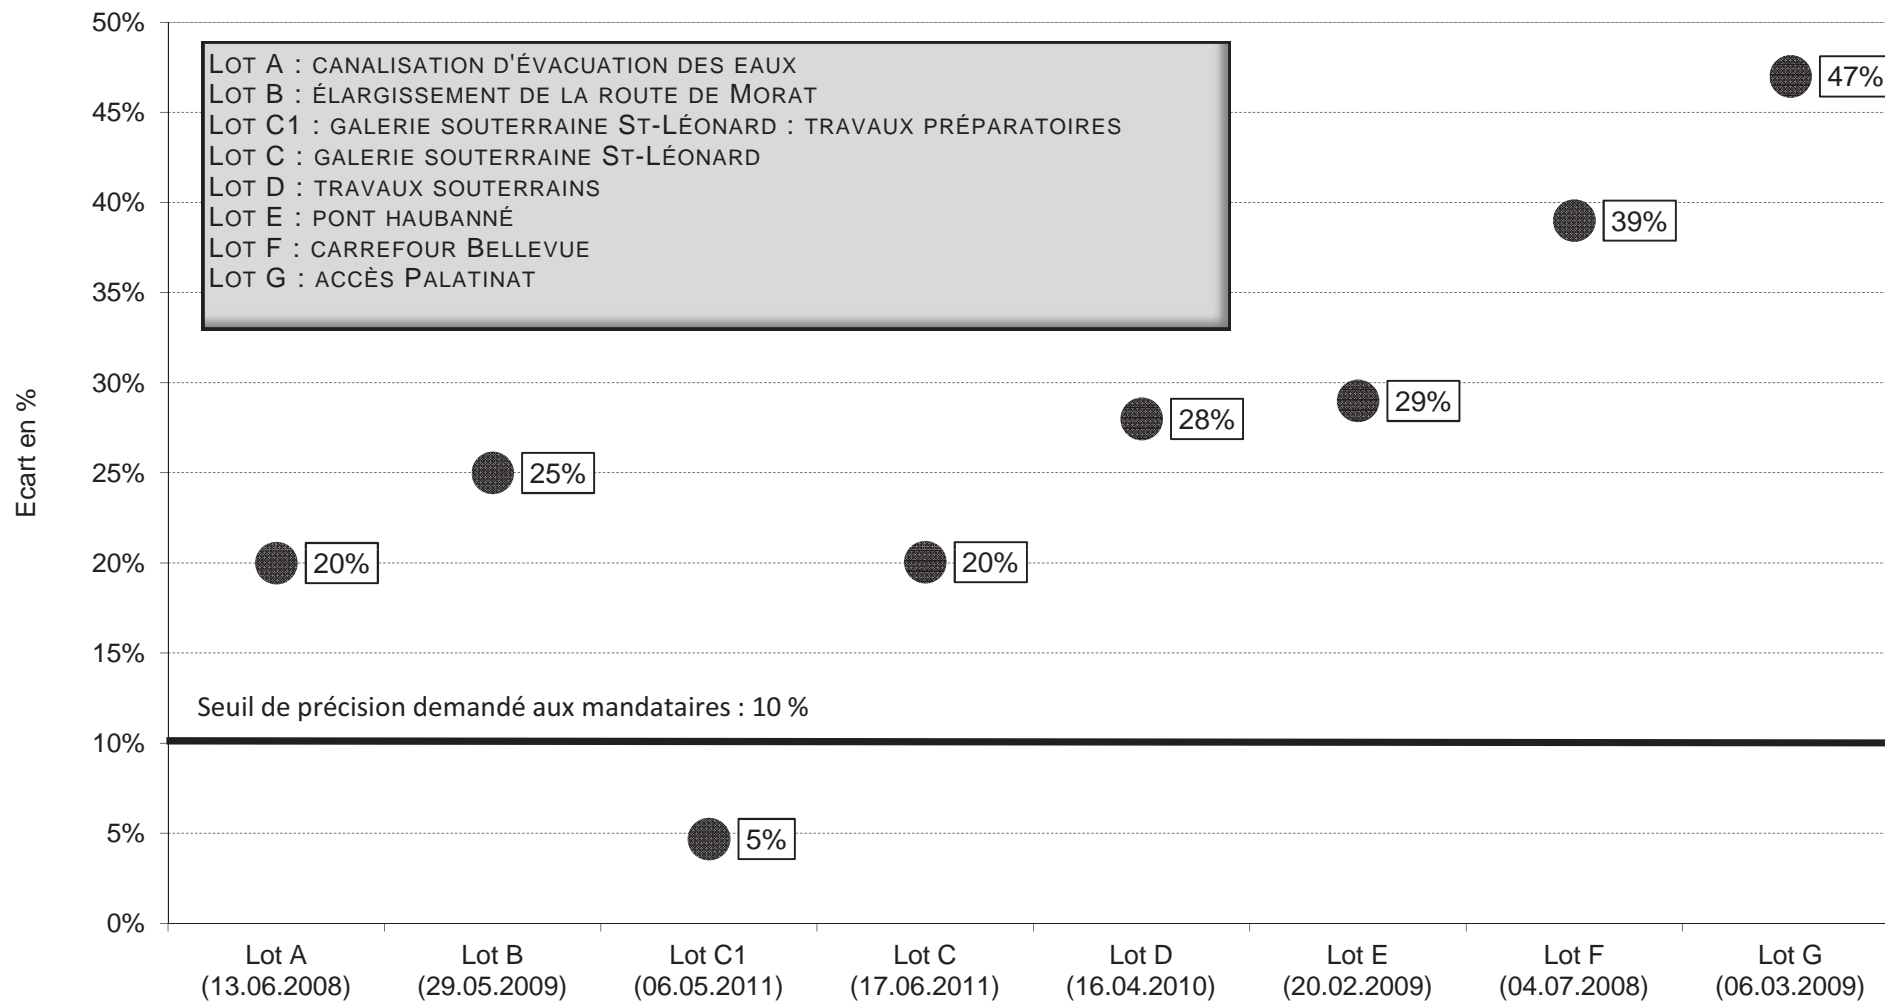 50%
45%
40%
35%
30%
25%
20%
15%
10%
5%
0%
Ecart en %
LOT A : CANALISATION D'ÉVACUATION DES EAUX
LOT B : ÉLARGISSEMENT DE LA ROUTE DE MORAT
LOT C1 : GALERIE SOUTERRAINE ST-LÉONARD : TRAVAUX PRÉPARATOIRES
LOT C : GALERIE SOUTERRAINE ST-LÉONARD
LOT D : TRAVAUX SOUTERRAINS
LOT E : PONT HAUBANNÉ
LOT F : CARREFOUR BELLEVUE
LOT G : ACCÈS PALATINAT
20%
25%
5%
20%
28%
29%
39%
47%
Seuil de précision demandé aux mandataires : 10 %
Lot A
(13.06.2008)
Lot B
(29.05.2009)
Lot C1
(06.05.2011)
Lot C
(17.06.2011)
Lot D
(16.04.2010)
Lot E
(20.02.2009)
Lot F
(04.07.2008)
Lot G
(06.03.2009)